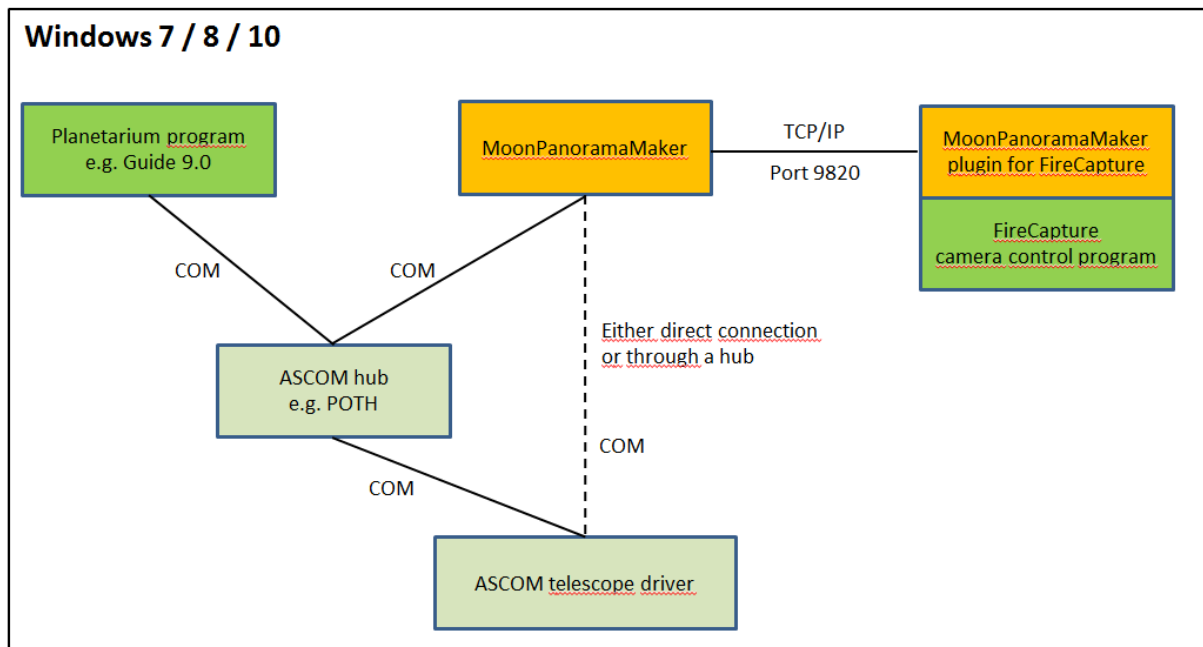 Windows 7 / 8 / 10
Planetarium program
e.g. Guide 9.0
MoonPanoramaMaker
TCP/IP
Port 9820
MoonPanoramaMaker
plugin for FireCapture
FireCapture
camera control program
COM
COM
Either direct connection
or through a hub
ASCOM hub
e.g. POTH
COM
COM
ASCOM telescope driver